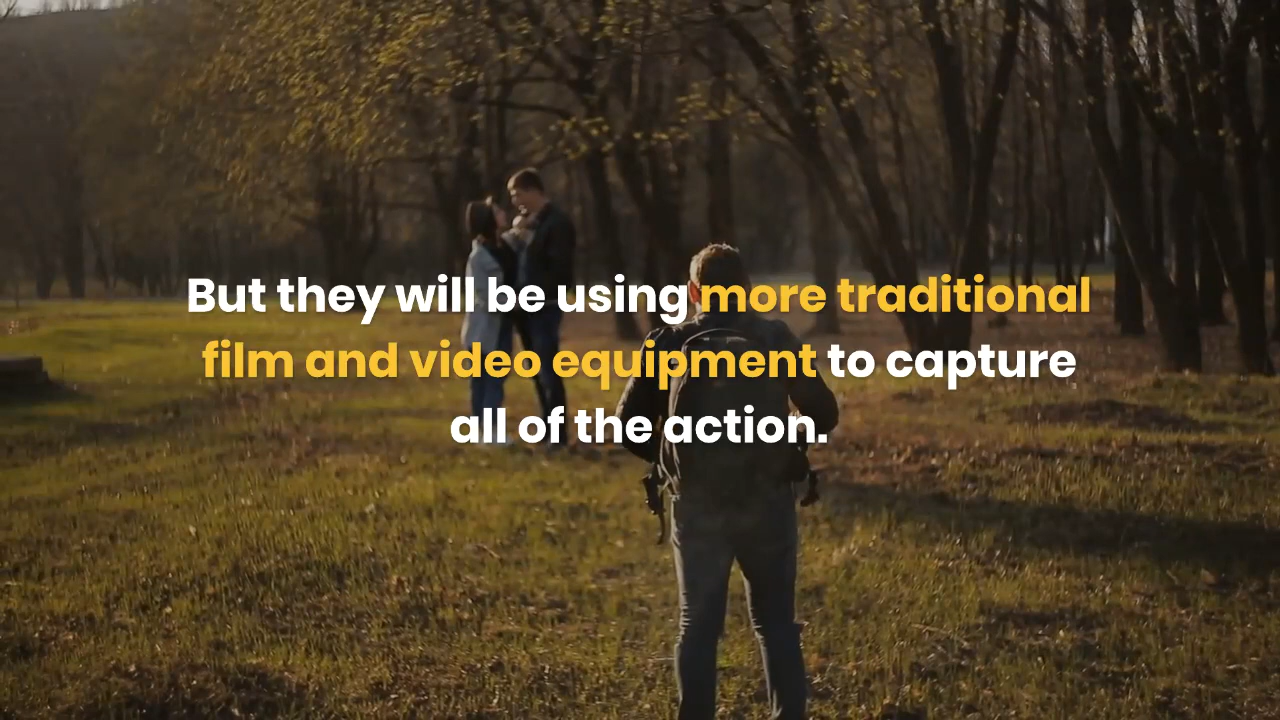 But they will be using more traditional
film and video equipment to capture
all of the action.